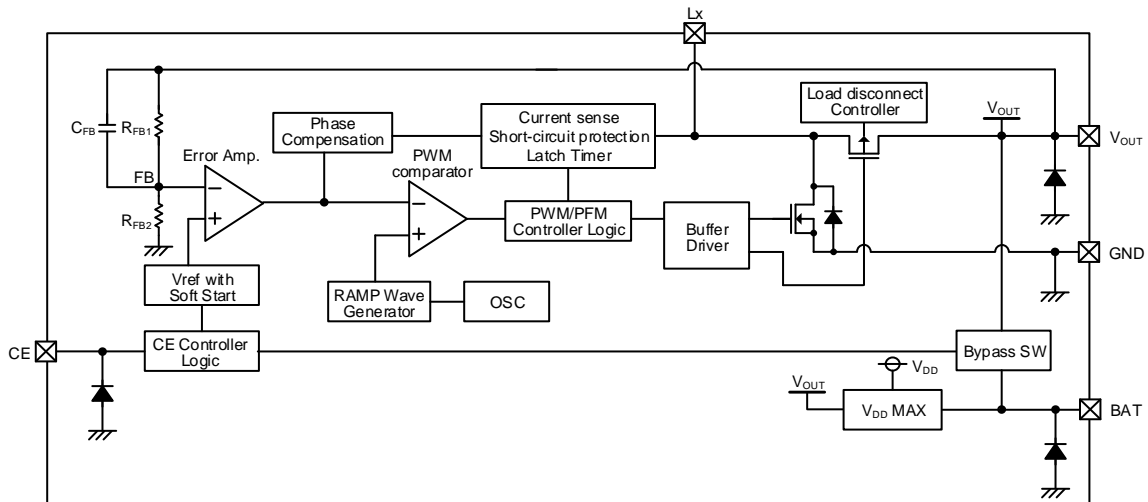 Lx
Load disconnect
Controller
CFB
RFB1
Phase
Compensation
Current sense
Short-circuit protection
Latch Timer
VOUT
VOUT
Error Amp.
PWM
comparator
FB
RFB2
PWM/PFM
Controller Logic
Buffer
Driver
GND
Vref with
Soft Start
RAMP Wave
Generator
OSC
CE
CE Controller
Logic
Bypass SW
VDD
VOUT
VDD MAX
BAT